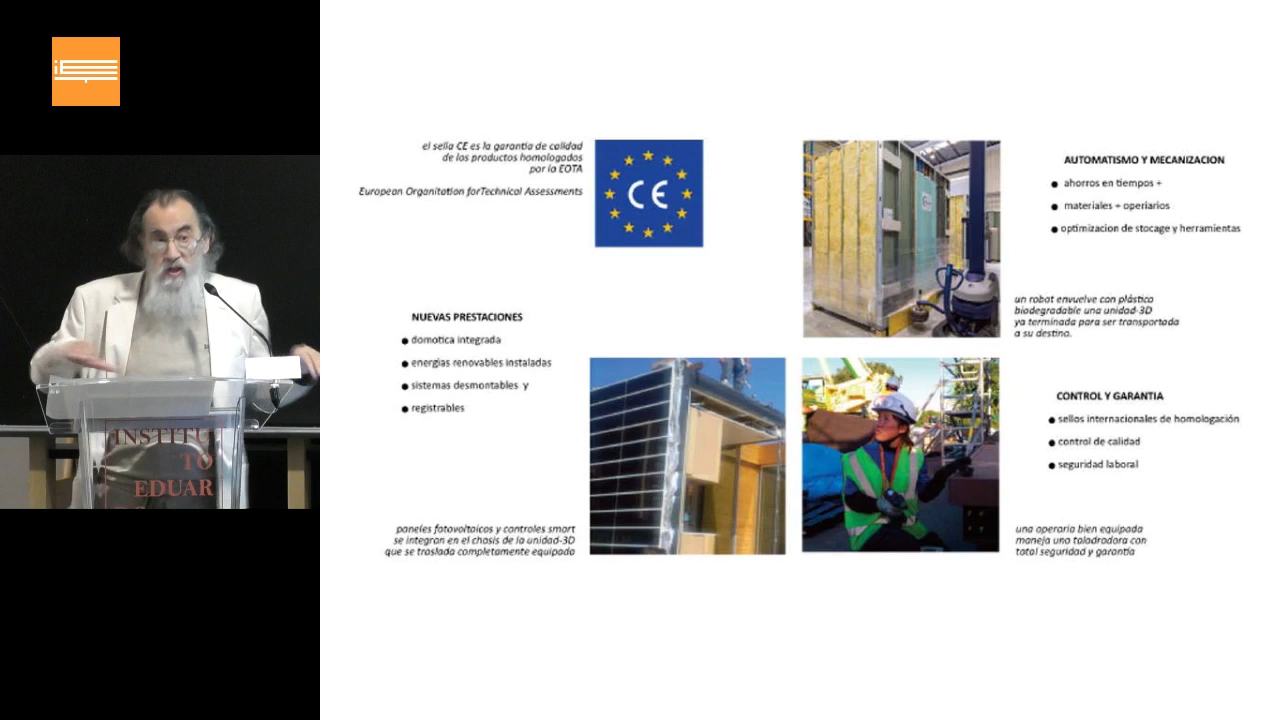 el sello CE es la garantía de calidad
de los productos homologados
por la EOTA
European Organitation forTechnical Assessments
CE
NUEVAS PRESTACIONES
domotica integrada
energias renovables instaladas
sistemas desmontables y
registrables
paneles fotovoltaicos y controles smart
se integran en el chasis de la unidad-3D
que se traslada completamente equipada
AUTOMATISMO Y MECANIZACION
ahorros en tiempos +
materiales + operiarios
optimizacion de stocage y herramientas
un robot envuelve con plástico
biodegradable una unidad-3D
ya terminada para ser transportada
a su destino.
CONTROL Y GARANTIA
sellos internacionales de homologación
control de calidad
seguridad laboral
una operaria bien equipada
maneja una taladradora con
total seguridad y garantía
INSTITU
TO
EDUAR